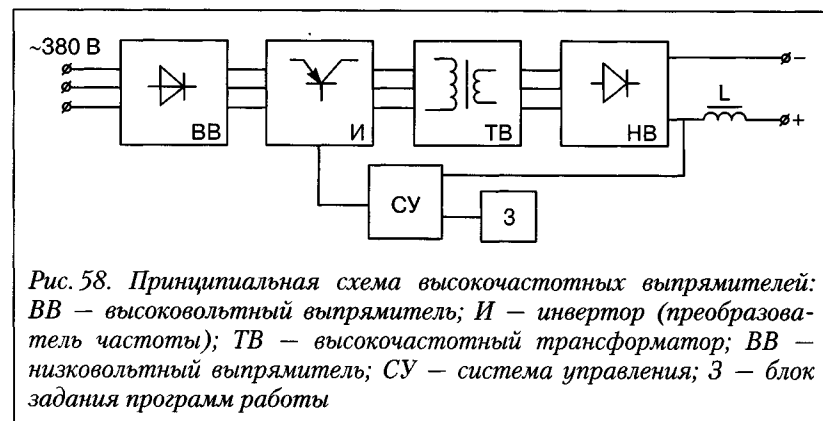 ~380 В
L
−
+
ВВ
И
ТВ
НВ
СУ
З
Рис. 58. Принципиальная схема высокочастотных выпрямителей:
ВВ — высоковольтный выпрямитель; И — инвертор (преобразова-
тель частоты); ТВ — высокочастотный трансформатор; ВВ —
низковольтный выпрямитель; СУ — система управления; З — блок
задания программ работы